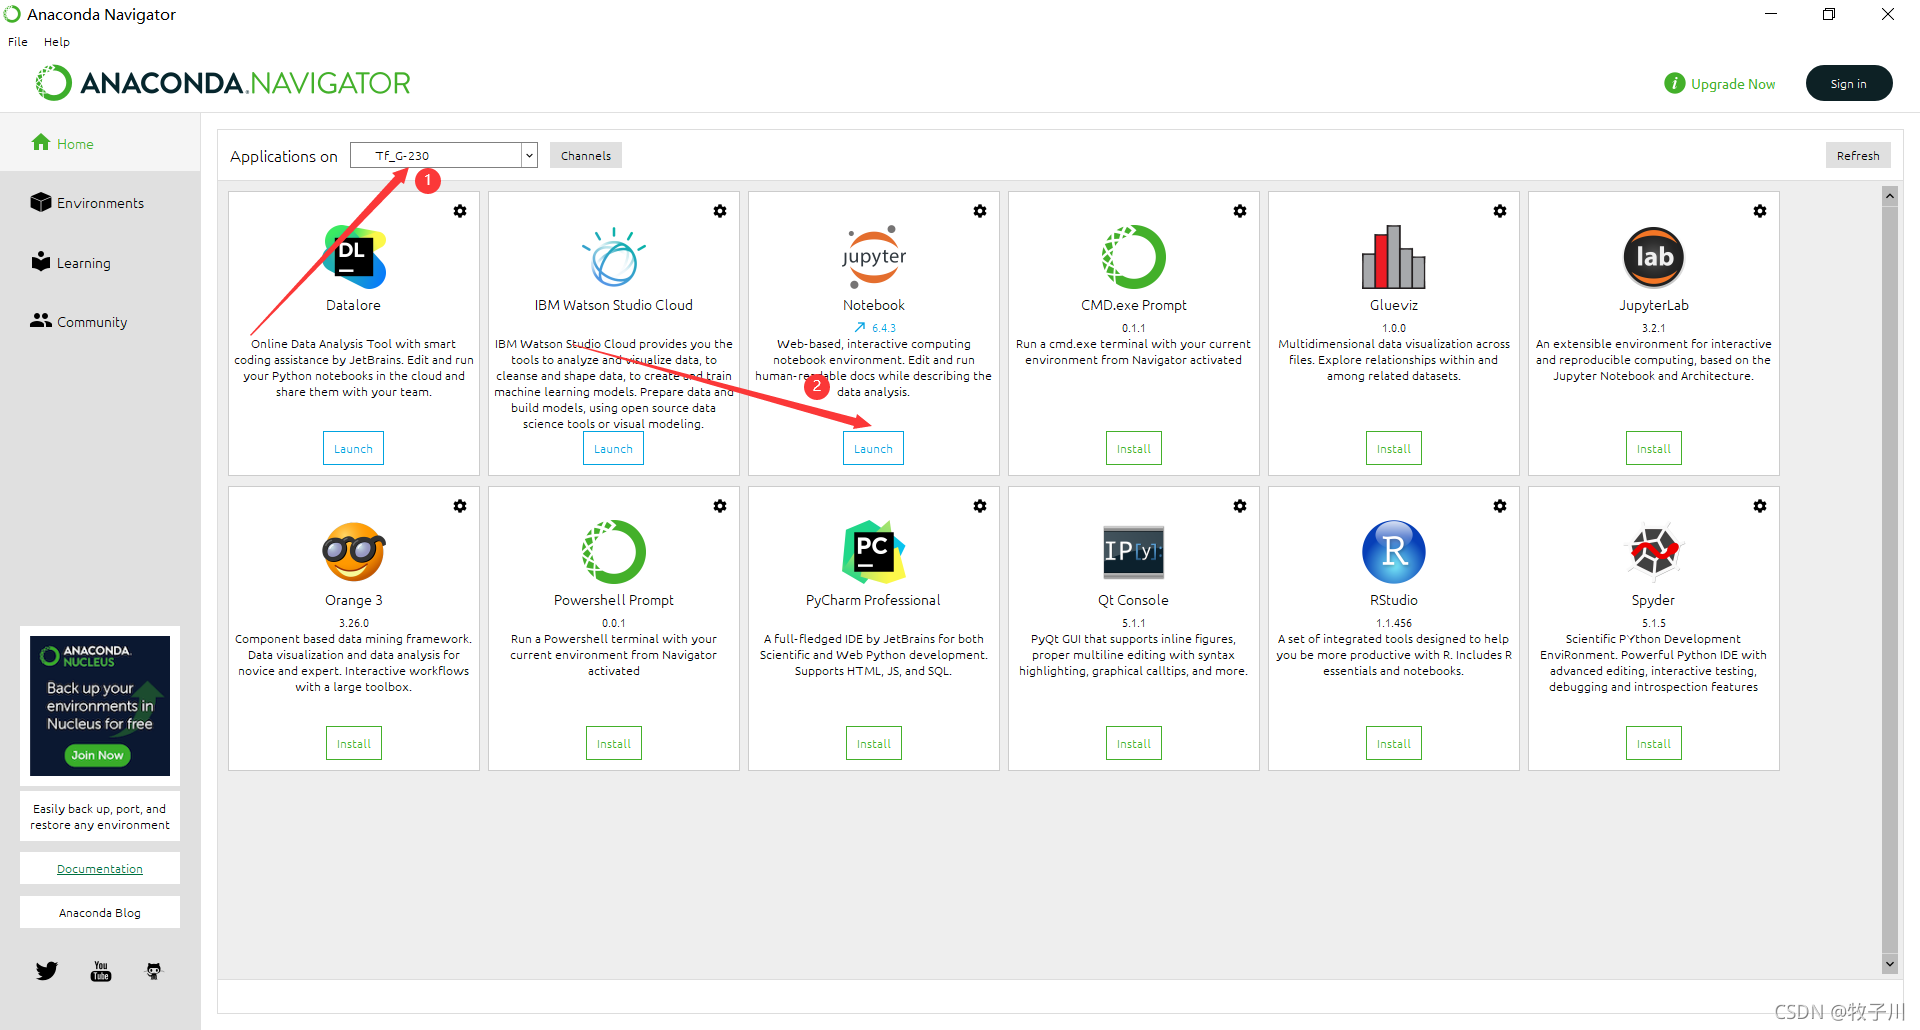 Anaconda Navigator
File Help
ANACONDA.NAVIGATOR
i Upgrade Now
Sign in
Home
Environments
Learning
Community
Applications on
Tf_G-230
Channels
Refresh
1
DL
Datalore
Online Data Analysis Tool with smart
coding assistance by JetBrains. Edit and run
your Python notebooks in the cloud and
share them with your team.
Launch
IBM Watson Studio Cloud
IBM Watson Studio Cloud provides you the
tools to analyze and visualize data, to
cleanse and shape data, to create and train
machine learning models. Prepare data and
build models, using open source data
science tools or visual modeling.
Launch
jupyter
Notebook
6.4.3
Web-based, interactive computing
notebook environment. Edit and run
human-readable docs while describing the
data analysis.
2
Launch
CMD.exe Prompt
0.1.1
Run a cmd.exe terminal with your current
environment from Navigator activated
Install
Glueviz
1.0.0
Multidimensional data visualization across
files. Explore relationships within and
among related datasets.
Install
lab
JupyterLab
3.2.1
An extensible environment for interactive
and reproducible computing, based on the
Jupyter Notebook and Architecture.
Install
Orange 3
3.26.0
Component based data mining framework.
Data visualization and data analysis for
novice and expert. Interactive workflows
with a large toolbox.
Install
Powershell Prompt
0.0.1
Run a Powershell terminal with your
current environment from Navigator
activated
Install
PC
PyCharm Professional
A full-fledged IDE by JetBrains for both
Scientific and Web Python development.
Supports HTML, JS, and SQL.
Install
IP[y]:
Qt Console
5.1.1
PyQt GUI that supports inline figures,
proper multiline editing with syntax
highlighting, graphical calltips, and more.
Install
R
RStudio
1.1.456
A set of integrated tools designed to help
you be more productive with R. Includes R
essentials and notebooks.
Install
Spyder
5.1.5
Scientific PYthon Development
EnviRonment. Powerful Python IDE with
advanced editing, interactive testing,
debugging and introspection features
Install
ANACONDA.
NUCLEUS
Back up your
environments in
Nucleus for free
Join Now
Easily back up, port, and
restore any environment
Documentation
Anaconda Blog
You
Tube
CSDN @牧子川